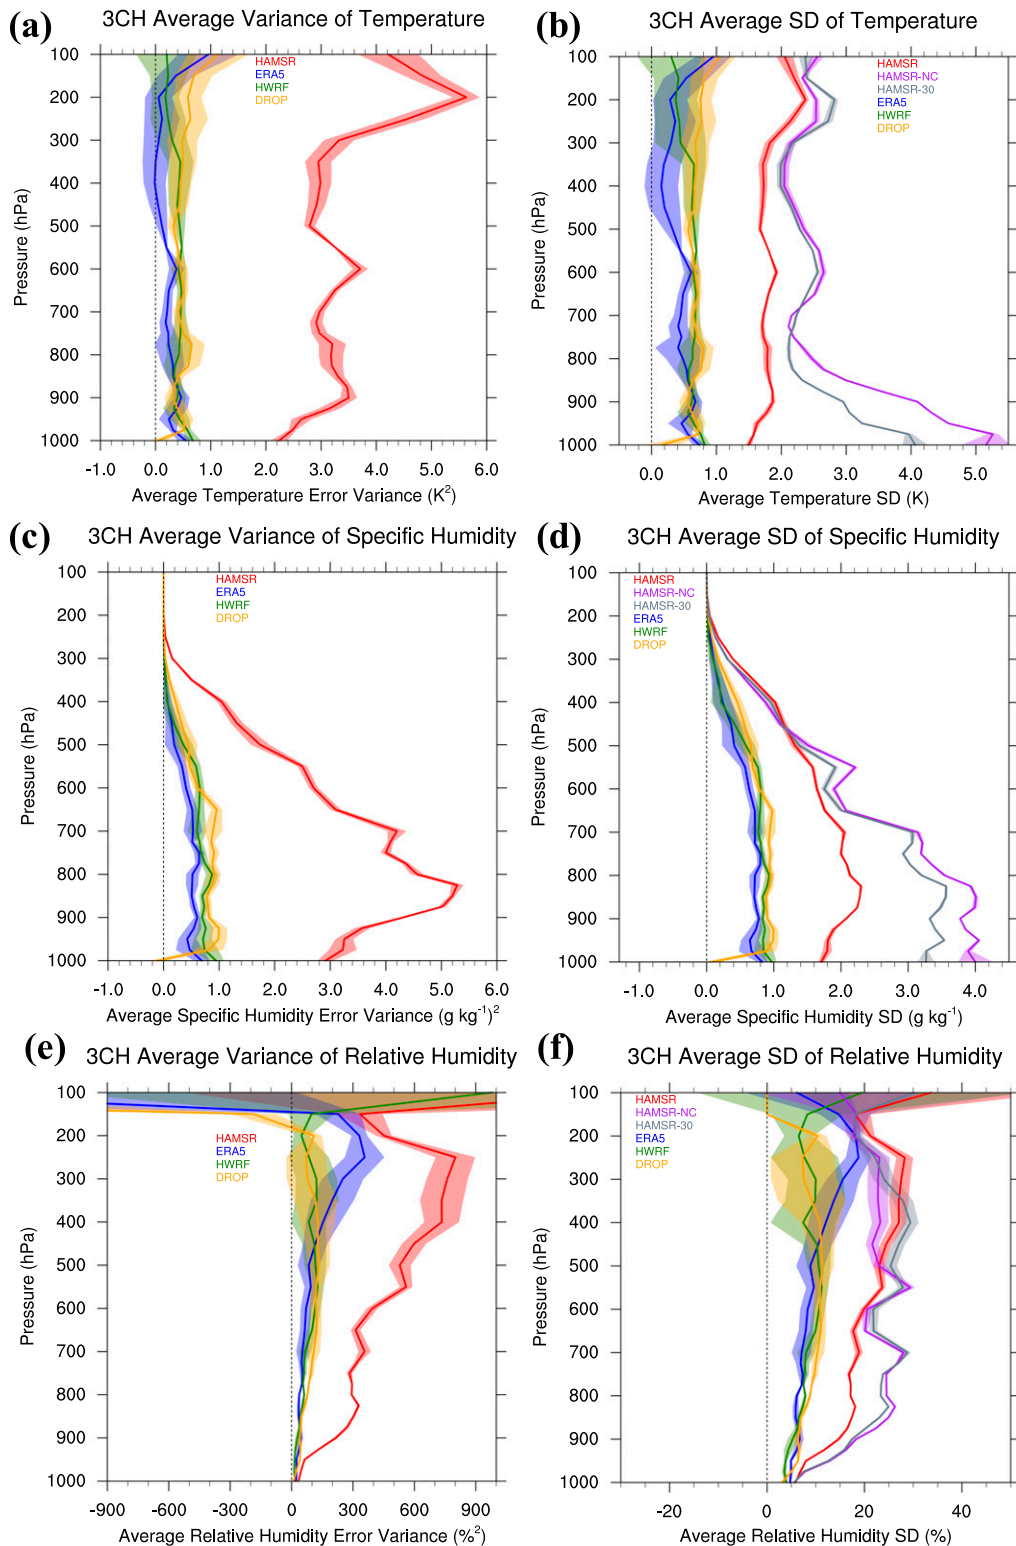 (a)
3CH Average Variance of Temperature
100
200
300
400
500
600
700
800
900
1000
Pressure (hPa)
HAMSR
ERA5
HWRF
DROP
-1.0 0.0 1.0 2.0 3.0 4.0 5.0 6.0
Average Temperature Error Variance (K²)
(b)
3CH Average SD of Temperature
100
200
300
400
500
600
700
800
900
1000
Pressure (hPa)
HAMSR
HAMSR-NC
HAMSR-30
ERA5
HWRF
DROP
0.0 1.0 2.0 3.0 4.0 5.0
Average Temperature SD (K)
(c)
3CH Average Variance of Specific Humidity
100
200
300
400
500
600
700
800
900
1000
Pressure (hPa)
HAMSR
ERA5
HWRF
DROP
-1.0 0.0 1.0 2.0 3.0 4.0 5.0 6.0
Average Specific Humidity Error Variance (g kg⁻¹)²
(d)
3CH Average SD of Specific Humidity
100
200
300
400
500
600
700
800
900
1000
Pressure (hPa)
HAMSR
HAMSR-NC
HAMSR-30
ERA5
HWRF
DROP
-1.0 0.0 1.0 2.0 3.0 4.0
Average Specific Humidity SD (g kg⁻¹)
(e)
3CH Average Variance of Relative Humidity
100
200
300
400
500
600
700
800
900
1000
Pressure (hPa)
HAMSR
ERA5
HWRF
DROP
-900 -600 -300 0 300 600 900
Average Relative Humidity Error Variance (%²)
(f)
3CH Average SD of Relative Humidity
100
200
300
400
500
600
700
800
900
1000
Pressure (hPa)
HAMSR
HAMSR-NC
HAMSR-30
ERA5
HWRF
DROP
-20 0 20 40
Average Relative Humidity SD (%)